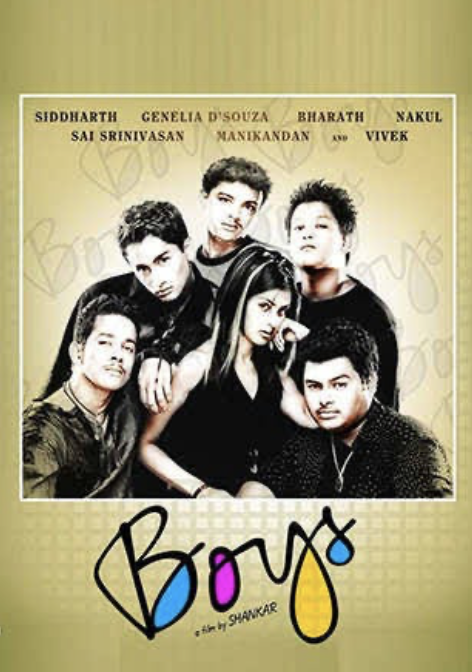 SIDDHARTH GENELIA D'SOUZA BHARATH NAKUL
SAI SRINIVASAN MANIKANDAN AND VIVEK
Boys
a film by SHANKAR